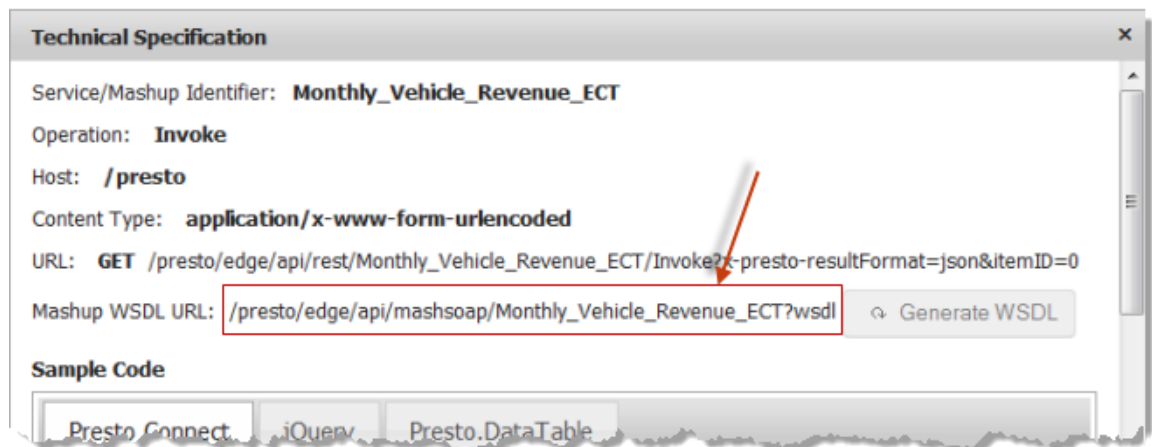 Technical Specification ×
Service/Mashup Identifier: Monthly_Vehicle_Revenue_ECT
Operation: Invoke
Host: /presto
Content Type: application/x-www-form-urlencoded
URL: GET /presto/edge/api/rest/Monthly_Vehicle_Revenue_ECT/Invoke?x-presto-resultFormat=json&itemID=0
Mashup WSDL URL: /presto/edge/api/mashsoap/Monthly_Vehicle_Revenue_ECT?wsdl Generate WSDL
Sample Code
Presto Connect jQuery Presto.DataTable